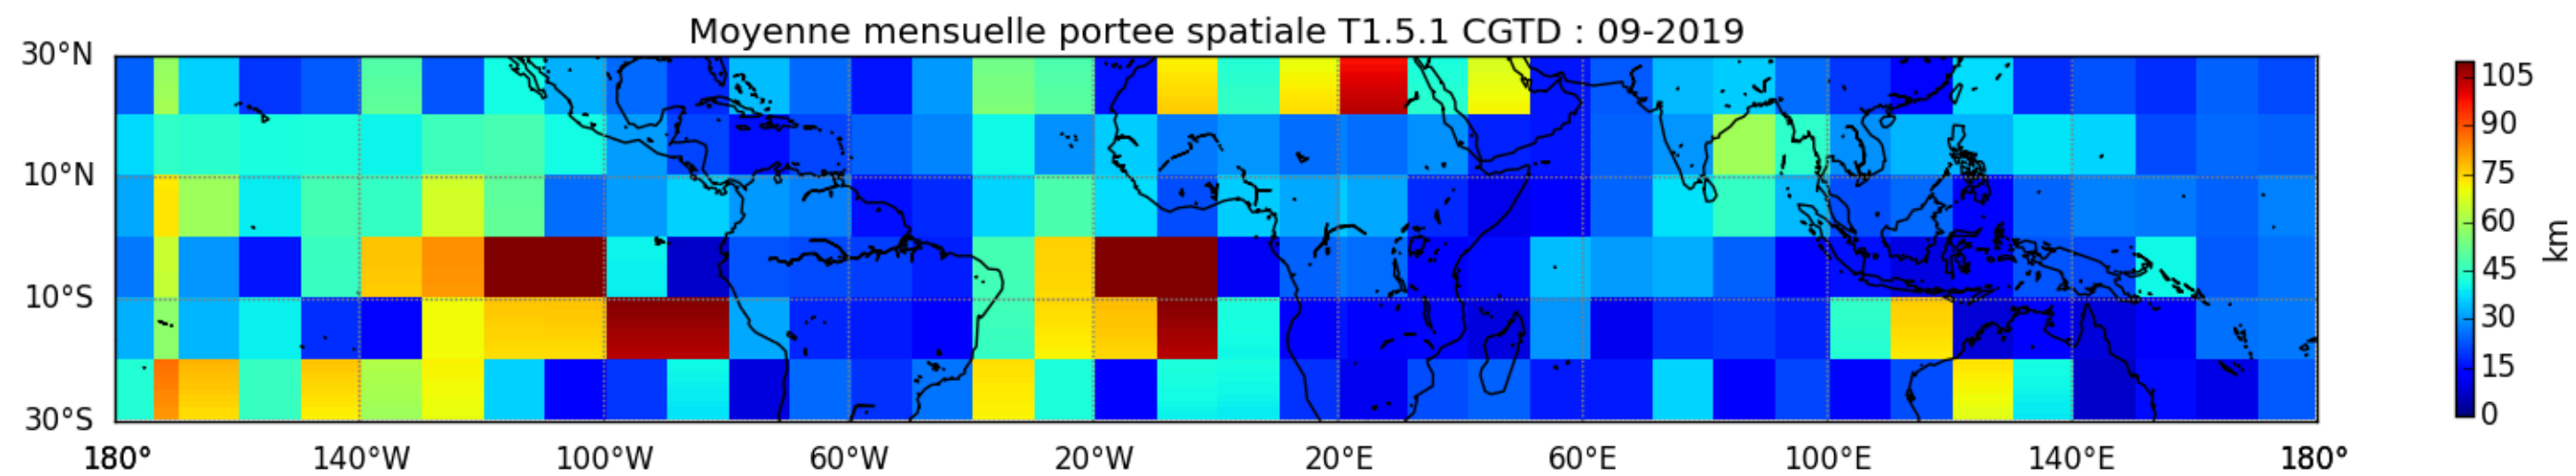 Moyenne mensuelle portee spatiale T1.5.1 CGTD : 09-2019
30°N
10°N
10°S
30°S
180° 140°W 100°W 60°W 20°W 20°E 60°E 100°E 140°E 180°
105
90
75
60
45
30
15
0
km